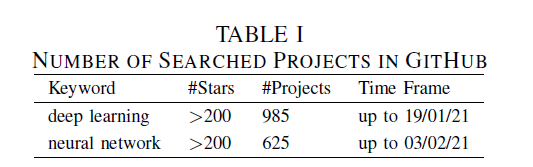 TABLE I
NUMBER OF SEARCHED PROJECTS IN GITHUB
Keyword #Stars #Projects Time Frame
deep learning >200 985 up to 19/01/21
neural network >200 625 up to 03/02/21